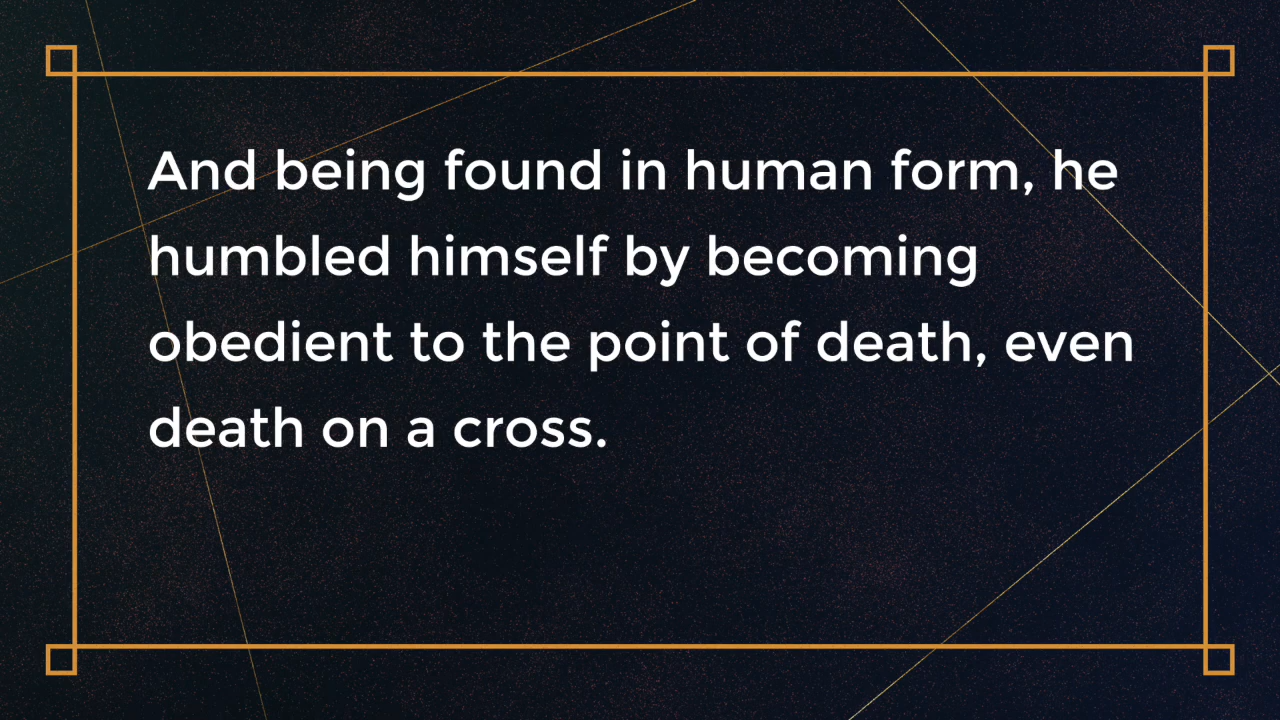 And being found in human form, he
humbled himself by becoming
obedient to the point of death, even
death on a cross.